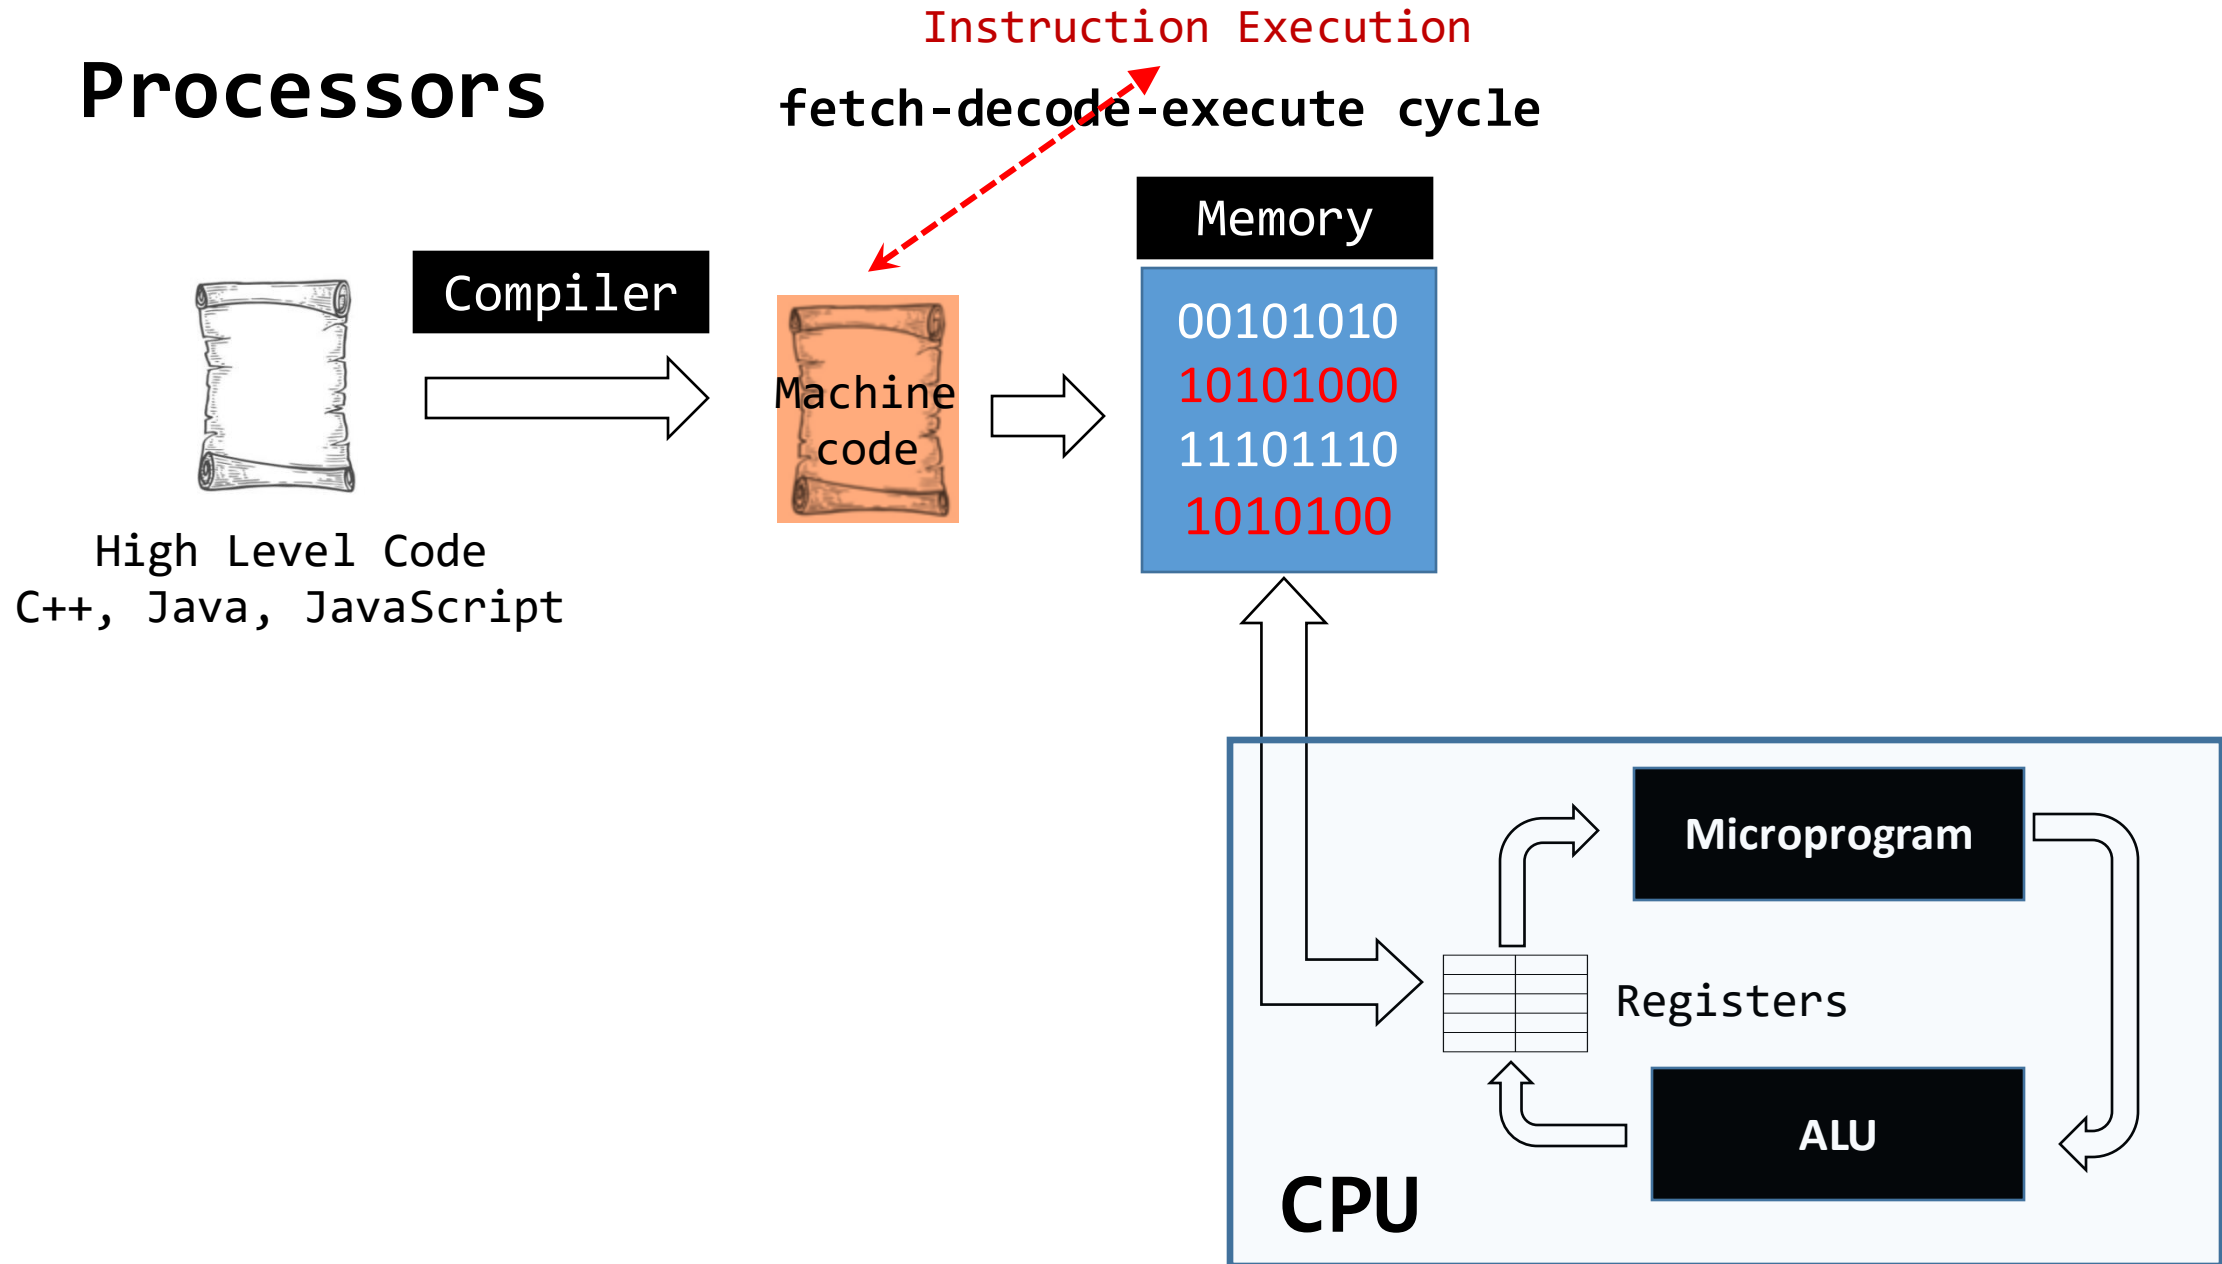 Instruction Execution
Processors
fetch-decode-execute cycle
Memory
Compiler
00101010
10101000
11101110
1010100
Machine
code
High Level Code
C++, Java, JavaScript
Microprogram
Registers
ALU
CPU